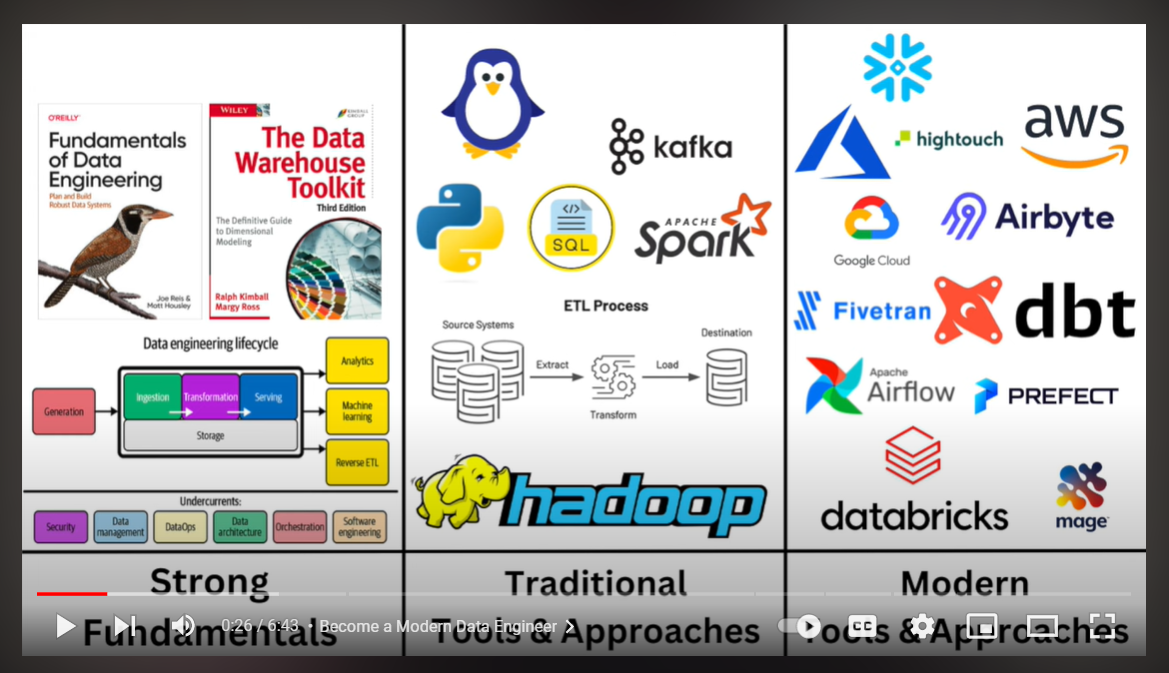 O'REILLY
Fundamentals
of Data
Engineering
Plan and Build
Robust Data Systems
Joe Reis &
Matt Housley
WILEY
KIMBALL
GROUP
The Data
Warehouse
Toolkit
Third Edition
The Definitive Guide
to Dimensional
Modeling
Ralph Kimball
Margy Ross
Data engineering lifecycle
Generation
Ingestion
Transformation
Serving
Storage
Analytics
Machine
learning
Reverse ETL
Undercurrents:
Security
Data
management
DataOps
Data
architecture
Orchestration
Software
engineering
Strong
Fundamentals
kafka
</>
SQL
APACHE
Spark
ETL Process
Source Systems
Extract
Transform
Load
Destination
hadoop
Traditional
Tools & Approaches
hightouch
aws
Google Cloud
Airbyte
Fivetran
dbt
Apache
Airflow
PREFECT
databricks
mage
Modern
Tools & Approaches
0:26 / 6:43 • Become a Modern Data Engineer
CC